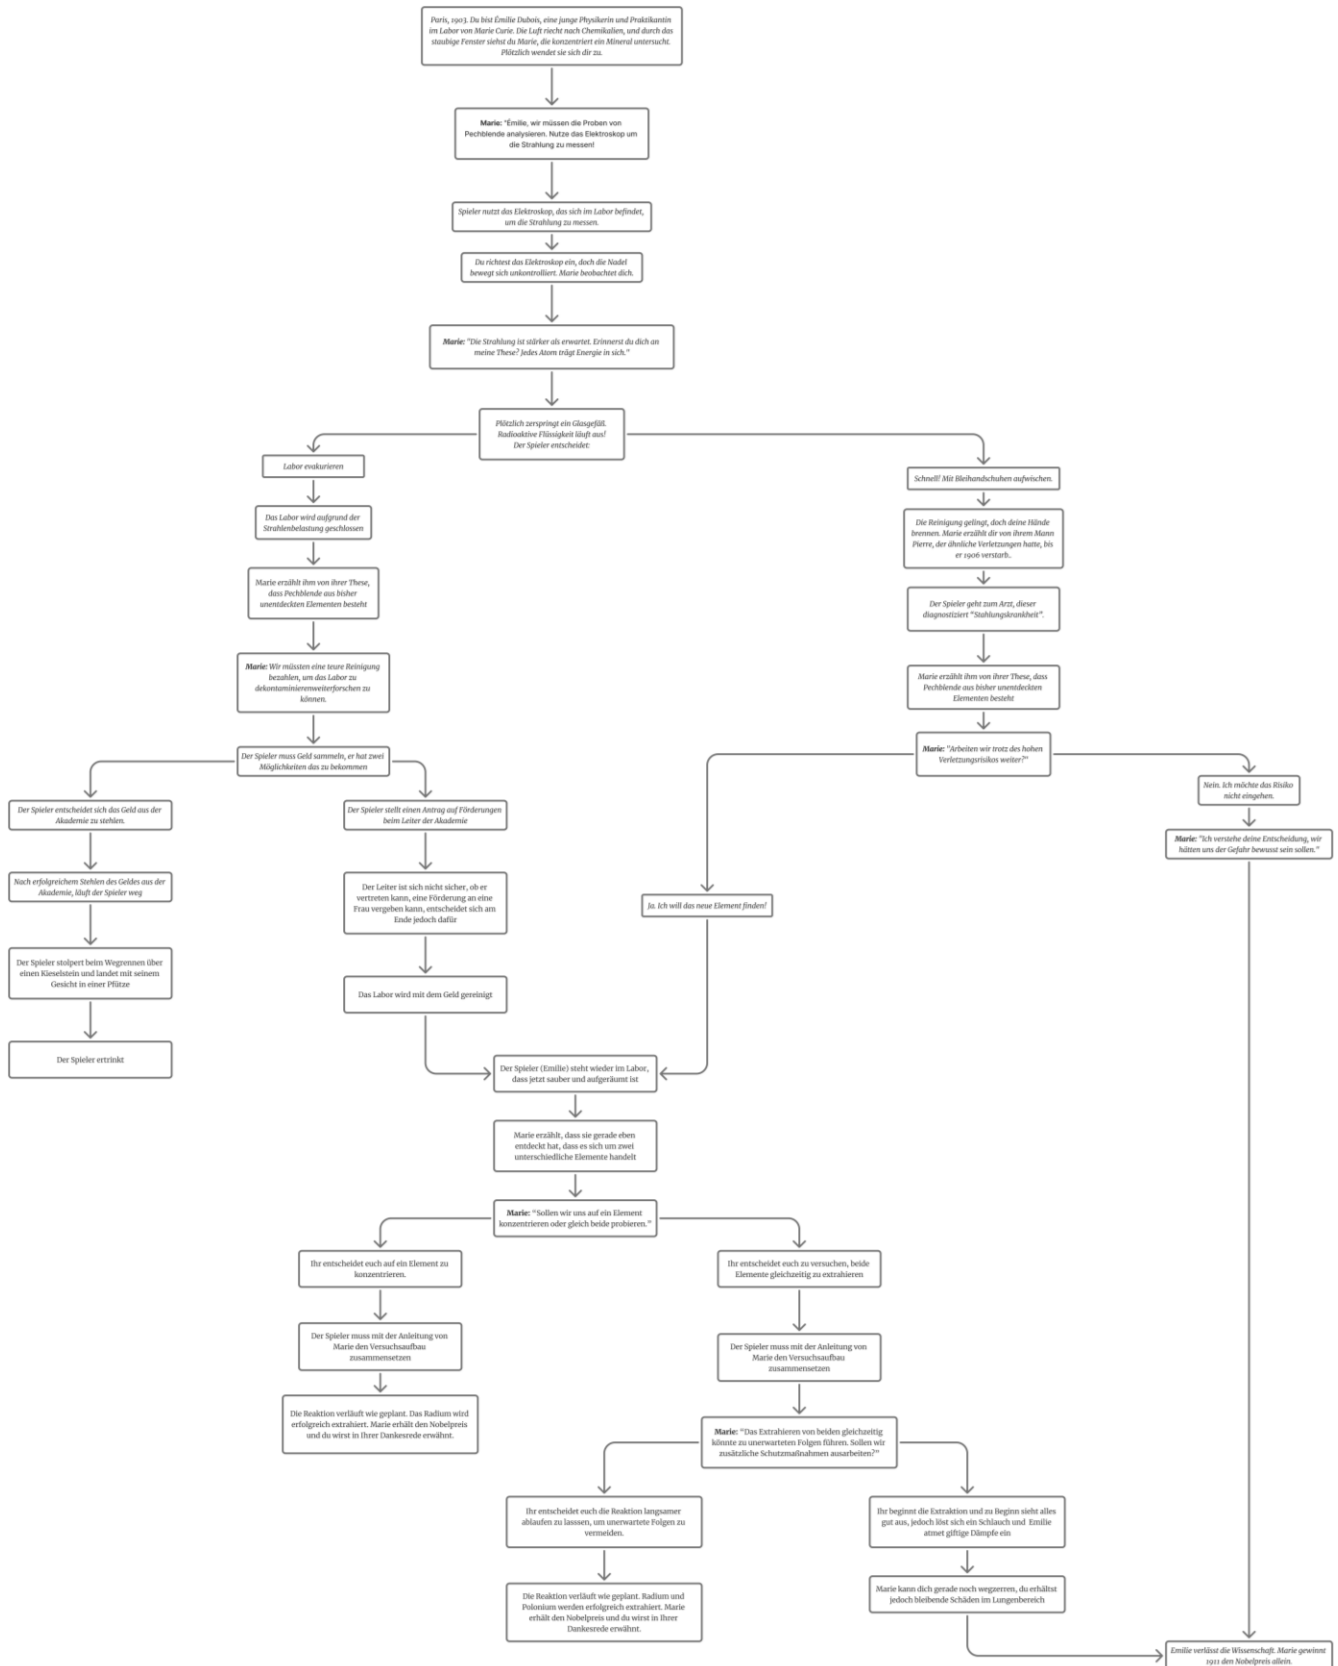 Paris, 1903. Du bist Émilie Dubois, eine junge Physikerin und Praktikantin
im Labor von Marie Curie. Die Luft riecht nach Chemikalien, und durch das
staubige Fenster siehst du Marie, die konzentriert ein Mineral untersucht.
Plötzlich wendet sie sich dir zu.
Marie: "Émilie, wir müssen die Proben von
Pechblende analysieren. Nutze das Elektroskop um
die Strahlung zu messen!
Spieler nutzt das Elektroskop, das sich im Labor befindet,
um die Strahlung zu messen.
Du richtest das Elektroskop ein, doch die Nadel
bewegt sich unkontrolliert. Marie beobachtet dich.
Marie: "Die Strahlung ist stärker als erwartet. Erinnerst du dich an
meine These? Jedes Atom trägt Energie in sich."
Plötzlich zerspringt ein Glasgefäß.
Radioaktive Flüssigkeit läuft aus!
Der Spieler entscheidet:
Labor evakurieren
Das Labor wird aufgrund der
Strahlenbelastung geschlossen
Marie erzählt ihm von ihrer These,
dass Pechblende aus bisher
unentdeckten Elementen besteht
Marie: Wir müssten eine teure Reinigung
bezahlen, um das Labor zu
dekontaminierenweiterforschen zu
können.
Der Spieler muss Geld sammeln, er hat zwei
Möglichkeiten das zu bekommen
Der Spieler entscheidet sich das Geld aus der
Akademie zu stehlen.
Nach erfolgreichem Stehlen des Geldes aus der
Akademie, läuft der Spieler weg
Der Spieler stolpert beim Wegrennen über
einen Kieselstein und landet mit seinem
Gesicht in einer Pfütze
Der Spieler ertrinkt
Der Spieler stellt einen Antrag auf Förderungen
beim Leiter der Akademie
Der Leiter ist sich nicht sicher, ob er
vertreten kann, eine Förderung an eine
Frau vergeben kann, entscheidet sich am
Ende jedoch dafür
Das Labor wird mit dem Geld gereinigt
Schnell! Mit Bleihandschuhen aufwischen.
Die Reinigung gelingt, doch deine Hände
brennen. Marie erzählt dir von ihrem Mann
Pierre, der ähnliche Verletzungen hatte, bis
er 1906 verstarb..
Der Spieler geht zum Arzt, dieser
diagnostiziert "Stahlungskrankheit".
Marie erzählt ihm von ihrer These, dass
Pechblende aus bisher unentdeckten
Elementen besteht
Marie: "Arbeiten wir trotz des hohen
Verletzungsrisikos weiter?"
Nein. Ich möchte das Risiko
nicht eingehen.
Marie: "Ich verstehe deine Entscheidung, wir
hätten uns der Gefahr bewusst sein sollen."
Ja. Ich will das neue Element finden!
Der Spieler (Emilie) steht wieder im Labor,
dass jetzt sauber und aufgeräumt ist
Marie erzählt, dass sie gerade eben
entdeckt hat, dass es sich um zwei
unterschiedliche Elemente handelt
Marie: "Sollen wir uns auf ein Element
konzentrieren oder gleich beide probieren."
Ihr entscheidet euch auf ein Element zu
konzentrieren.
Der Spieler muss mit der Anleitung von
Marie den Versuchsaufbau
zusammensetzen
Die Reaktion verläuft wie geplant. Das Radium wird
erfolgreich extrahiert. Marie erhält den Nobelpreis
und du wirst in Ihrer Dankesrede erwähnt.
Ihr entscheidet euch zu versuchen, beide
Elemente gleichzeitig zu extrahieren
Der Spieler muss mit der Anleitung von
Marie den Versuchsaufbau
zusammensetzen
Marie: "Das Extrahieren von beiden gleichzeitig
könnte zu unerwarteten Folgen führen. Sollen wir
zusätzliche Schutzmaßnahmen ausarbeiten?"
Ihr entscheidet euch die Reaktion langsamer
ablaufen zu lasssen, um unerwartete Folgen zu
vermeiden.
Die Reaktion verläuft wie geplant. Radium und
Polonium werden erfolgreich extrahiert. Marie
erhält den Nobelpreis und du wirst in Ihrer
Dankesrede erwähnt.
Ihr beginnt die Extraktion und zu Beginn sieht alles
gut aus, jedoch löst sich ein Schlauch und Emilie
atmet giftige Dämpfe ein
Marie kann dich gerade noch wegzerren, du erhältst
jedoch bleibende Schäden im Lungenbereich
Emilie verlässt die Wissenschaft. Marie gewinnt
1911 den Nobelpreis allein.